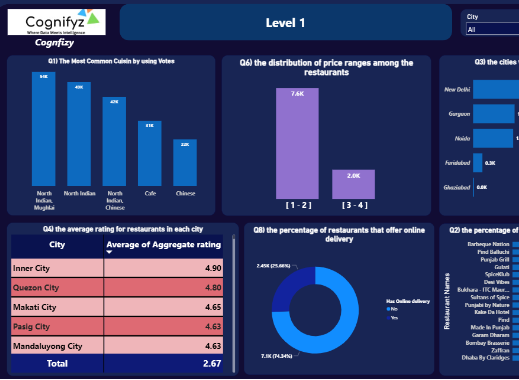 Cognifyz
Where Data Meets Intelligence
Cognfizy
Level 1
City
All
Q1) The Most Common Cuisin by using Votes
North Indian, Mughlai
North Indian
North Indian, Chinese
Cafe
Chinese
Q6) the distribution of price ranges among the
restaurants
7.6K
2.0K
[ 1 - 2 ]
[ 3 - 4 ]
Q3) the cities
New Delhi
Gurgaon
Noida
Faridabad
0.3K
Ghaziabad
0.0K
Q4) the average rating for restaurants in each city
City
Average of Aggregate rating
Inner City
4.90
Quezon City
4.80
Makati City
4.65
Pasig City
4.63
Mandaluyong City
4.63
Total
2.67
Q8) the percentage of restaurants that offer online
delivery
2.45K (25.66%)
7.1K (74.34%)
Has Online delivery
No
Yes
Q2) the percentage of
Restaurant Names
Barbeque Nation
Pind Balluchi
Punjab Grill
Gulati
SpiceKlub
Desi Vibes
Bukhara - ITC Maur...
Sultans of Spice
Punjabi by Nature
Kake Da Hotel
Pind
Made In Punjab
Garam Dharam
Bombay Brasserie
Zaffran
Dhaba By Claridges